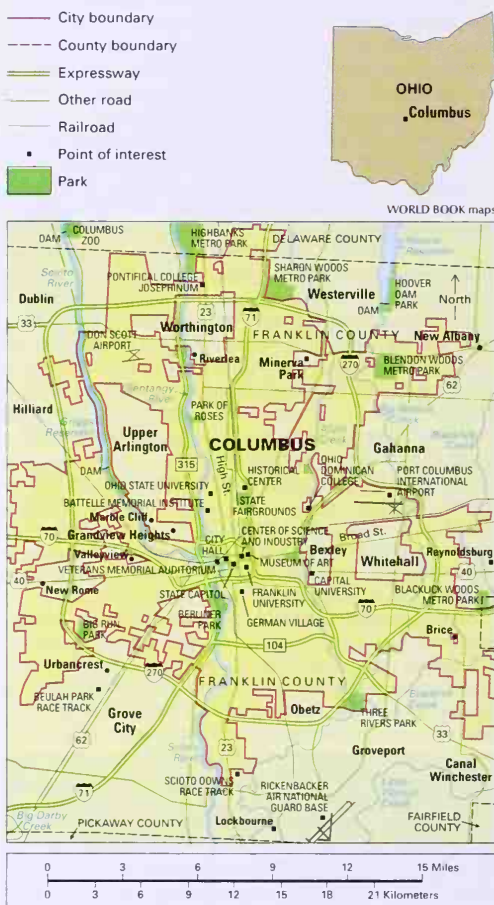 City boundary
County boundary
Expressway
Other road
Railroad
Point of interest
Park
OHIO
Columbus
WORLD BOOK maps
DAM
COLUMBUS
ZOO
HIGHBANKS
METRO PARK
DELAWARE COUNTY
Scioto
River
PONTIFICAL COLLEGE
JOSEPHINUM
SHARON WOODS
METRO PARK
HOOVER
DAM
PARK
Dublin
Westerville
DAM
North
33
23
71
Worthington
FRANKLIN COUNTY
New Albany
DON SCOTT
AIRPORT
Riverlea
Minerva
Park
270
BLENDON WOODS
METRO PARK
62
Olentangy
River
Hilliard
PARK OF
ROSES
Griggs
Reservoir
Upper
Arlington
COLUMBUS
Gahanna
DAM
315
High St.
HISTORICAL
CENTER
OHIO
DOMINICAN
COLLEGE
PORT COLUMBUS
INTERNATIONAL
AIRPORT
OHIO STATE UNIVERSITY
BATTELLE MEMORIAL INSTITUTE
STATE
FAIRGROUNDS
Marble Cliff
CENTER OF SCIENCE
AND INDUSTRY
Broad St.
70
Grandview Heights
CITY
HALL
Bexley
Whitehall
Reynoldsburg
Valleyview
MUSEUM OF ART
40
VETERANS MEMORIAL AUDITORIUM
CAPITAL
UNIVERSITY
40
New Rome
STATE CAPITOL
FRANKLIN
UNIVERSITY
70
BLACKLICK WOODS
METRO PARK
BERLINER
PARK
GERMAN VILLAGE
BIG RUN
PARK
104
Brice
Urbancrest
270
FRANKLIN COUNTY
BEULAH PARK
RACE TRACK
Obetz
THREE
RIVERS PARK
Grove
City
33
62
23
Groveport
Canal
Winchester
SCIOTO DOWNS
RACE TRACK
71
RICKENBACKER
AIR NATIONAL
GUARD BASE
Big Darby
Creek
PICKAWAY COUNTY
Lockbourne
FAIRFIELD
COUNTY
0 3 6 9 12 15 Miles
0 3 6 9 12 15 18 21 Kilometers